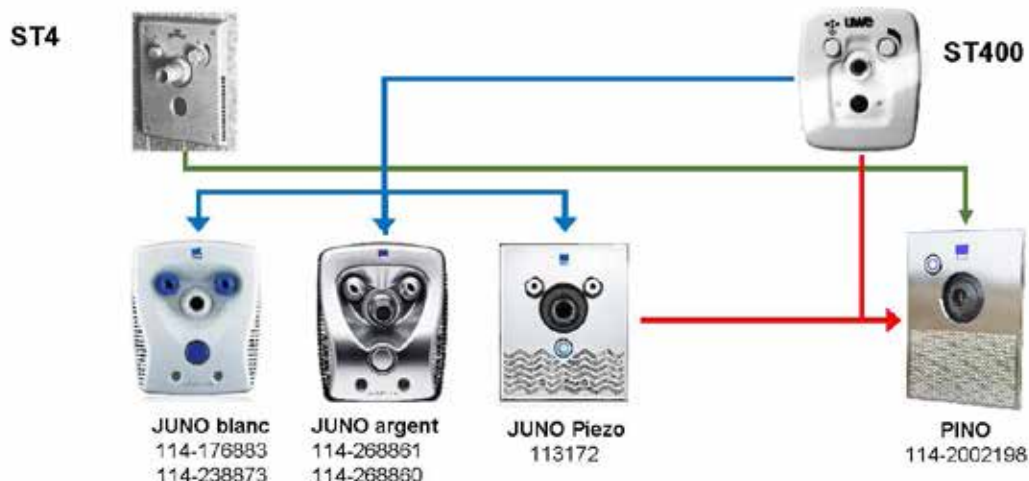 ST4
uwe
ST400
JUNO blanc
114-176883
114-238873
JUNO argent
114-268861
114-268860
JUNO Piezo
113172
PINO
114-2002198